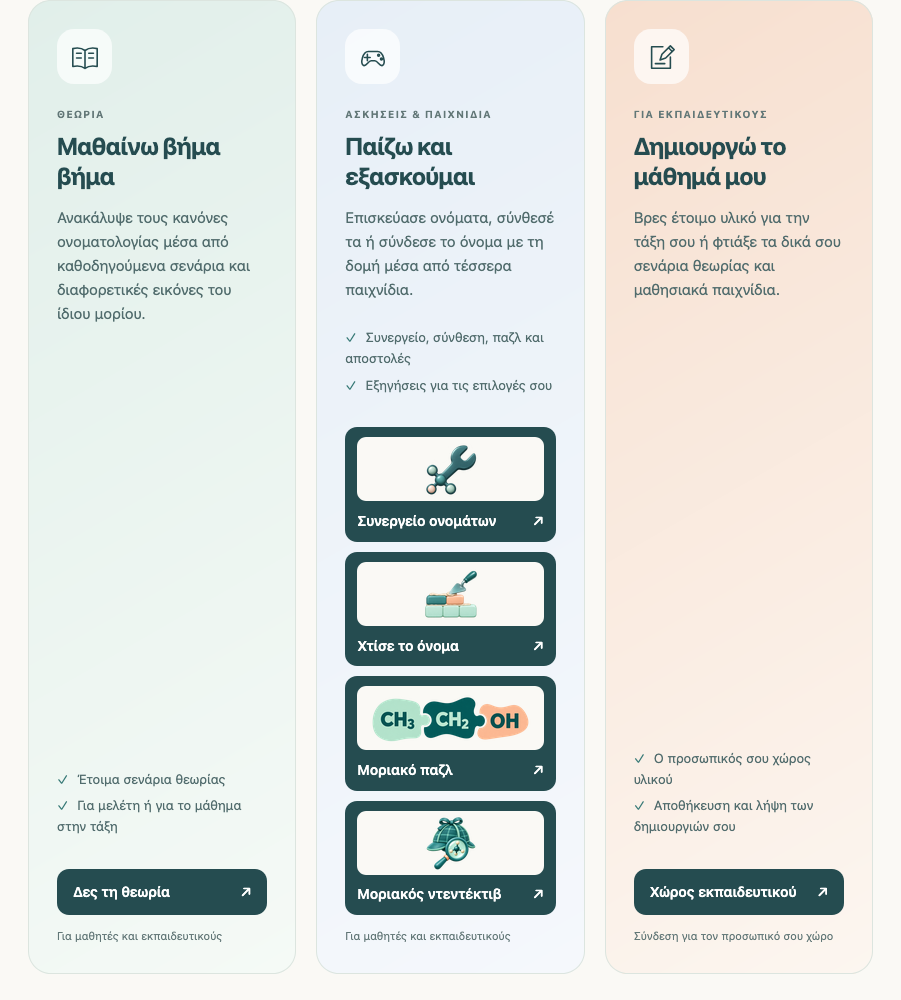 ΘΕΩΡΙΑ
Μαθαίνω βήμα
βήμα
Ανακάλυψε τους κανόνες
ονοματολογίας μέσα από
καθοδηγούμενα σενάρια και
διαφορετικές εικόνες του
ίδιου μορίου.
✓ Έτοιμα σενάρια θεωρίας
✓ Για μελέτη ή για το μάθημα
στην τάξη
Δες τη θεωρία
Για μαθητές και εκπαιδευτικούς
ΑΣΚΗΣΕΙΣ & ΠΑΙΧΝΙΔΙΑ
Παίζω και
εξασκούμαι
Επισκεύασε ονόματα, σύνθεσέ
τα ή σύνδεσε το όνομα με τη
δομή μέσα από τέσσερα
παιχνίδια.
✓ Συνεργείο, σύνθεση, παζλ και
αποστολές
✓ Εξηγήσεις για τις επιλογές σου
Συνεργείο ονομάτων
Χτίσε το όνομα
CH₃ CH₂ OH
Μοριακό παζλ
Μοριακός ντετέκτιβ
Για μαθητές και εκπαιδευτικούς
ΓΙΑ ΕΚΠΑΙΔΕΥΤΙΚΟΥΣ
Δημιουργώ το
μάθημά μου
Βρες έτοιμο υλικό για την
τάξη σου ή φτιάξε τα δικά σου
σενάρια θεωρίας και
μαθησιακά παιχνίδια.
✓ Ο προσωπικός σου χώρος
υλικού
✓ Αποθήκευση και λήψη των
δημιουργιών σου
Χώρος εκπαιδευτικού
Σύνδεση για τον προσωπικό σου χώρο